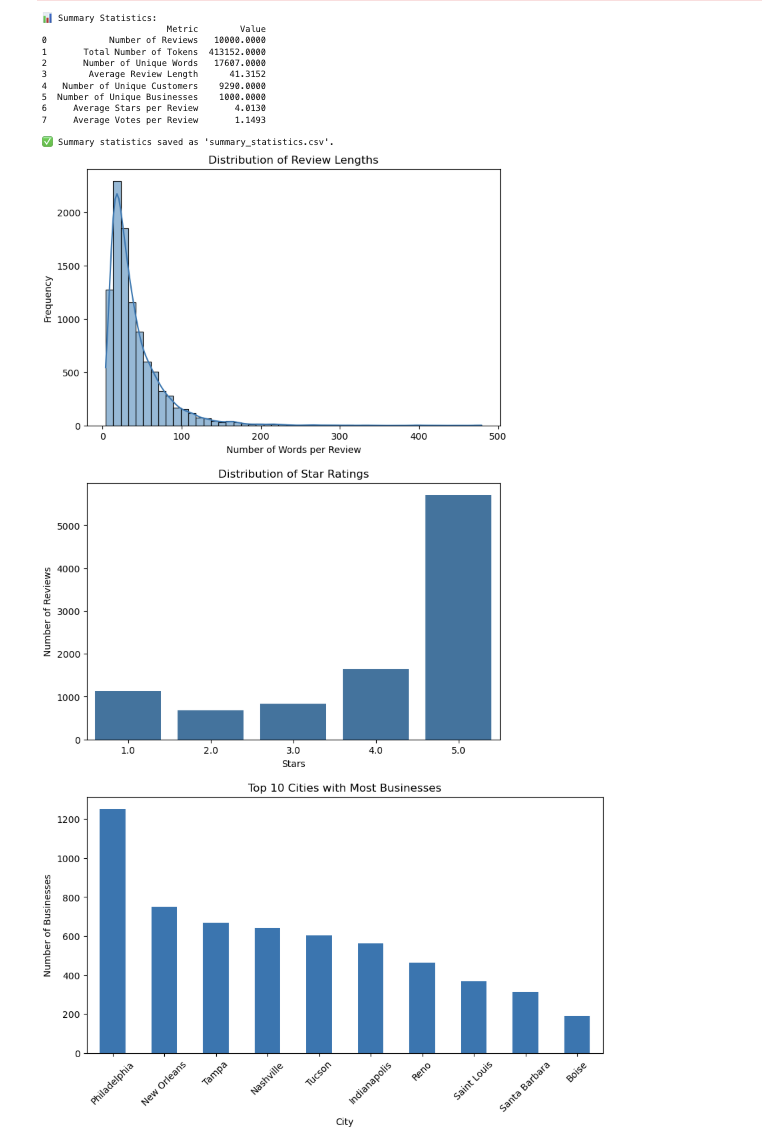 📊 Summary Statistics:
Metric Value
0 Number of Reviews 10000.0000
1 Total Number of Tokens 413152.0000
2 Number of Unique Words 17607.0000
3 Average Review Length 41.3152
4 Number of Unique Customers 9290.0000
5 Number of Unique Businesses 1000.0000
6 Average Stars per Review 4.0130
7 Average Votes per Review 1.1493
✅ Summary statistics saved as 'summary_statistics.csv'.
Distribution of Review Lengths
Frequency
2000
1500
1000
500
0
0 100 200 300 400 500
Number of Words per Review
Distribution of Star Ratings
Number of Reviews
5000
4000
3000
2000
1000
0
1.0 2.0 3.0 4.0 5.0
Stars
Top 10 Cities with Most Businesses
Number of Businesses
1200
1000
800
600
400
200
0
Philadelphia New Orleans Tampa Nashville Tucson Indianapolis Reno Saint Louis Santa Barbara Boise
City